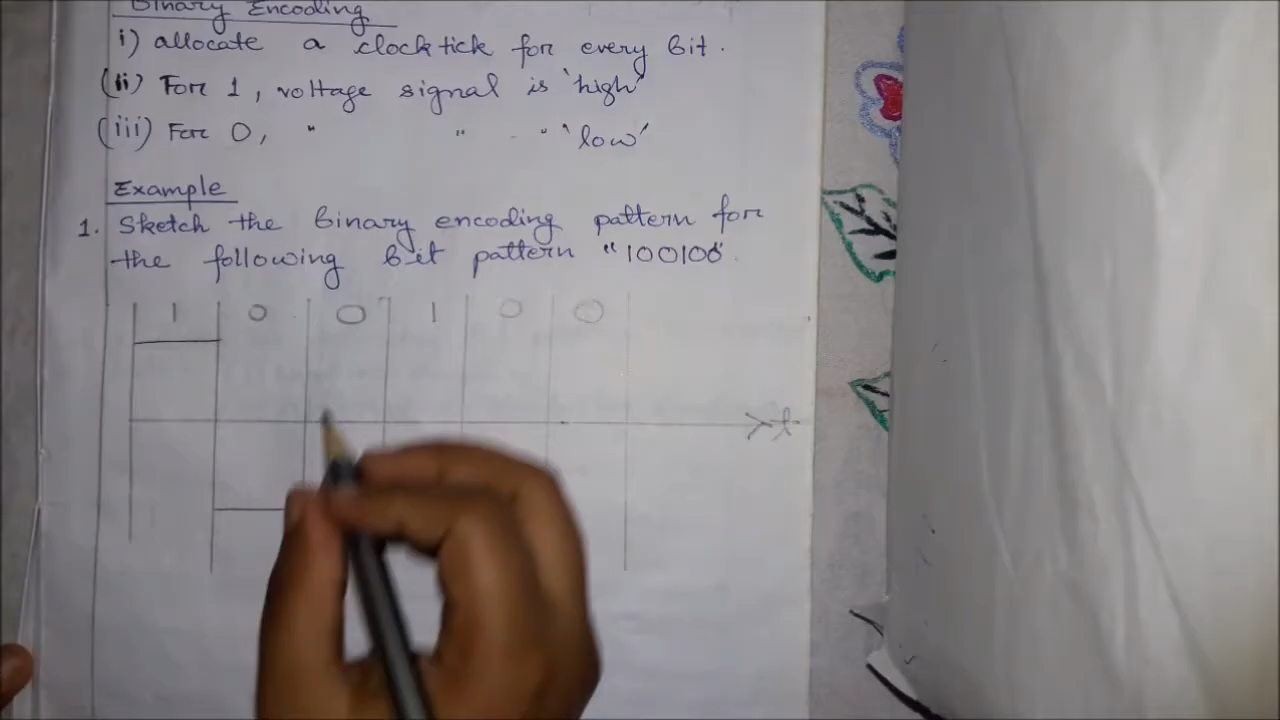 Binary Encoding
i) allocate a clock tick for every bit.
(ii) For 1, voltage signal is 'high'
(iii) For 0, " " " 'low'
Example
1. Sketch the binary encoding pattern for
the following bit pattern "100100"
1 0 0 1 0 0
t